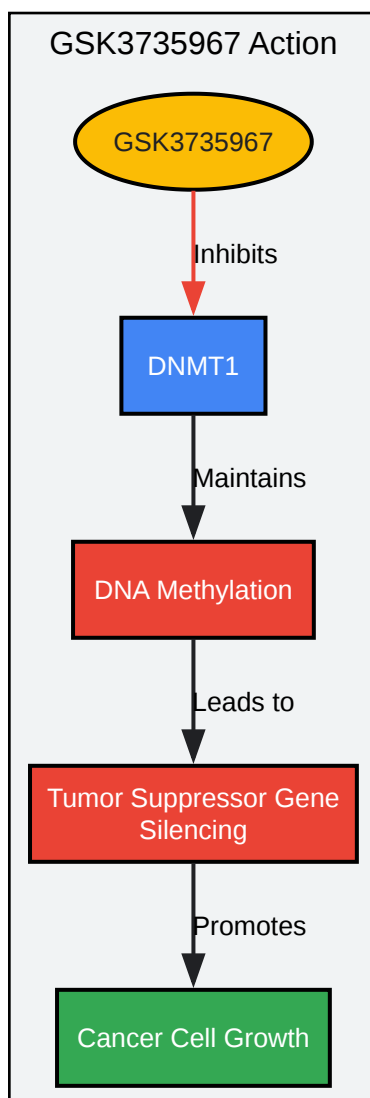 GSK3735967 Action
GSK3735967
Inhibits
DNMT1
Maintains
DNA Methylation
Leads to
Tumor Suppressor Gene
Silencing
Promotes
Cancer Cell Growth